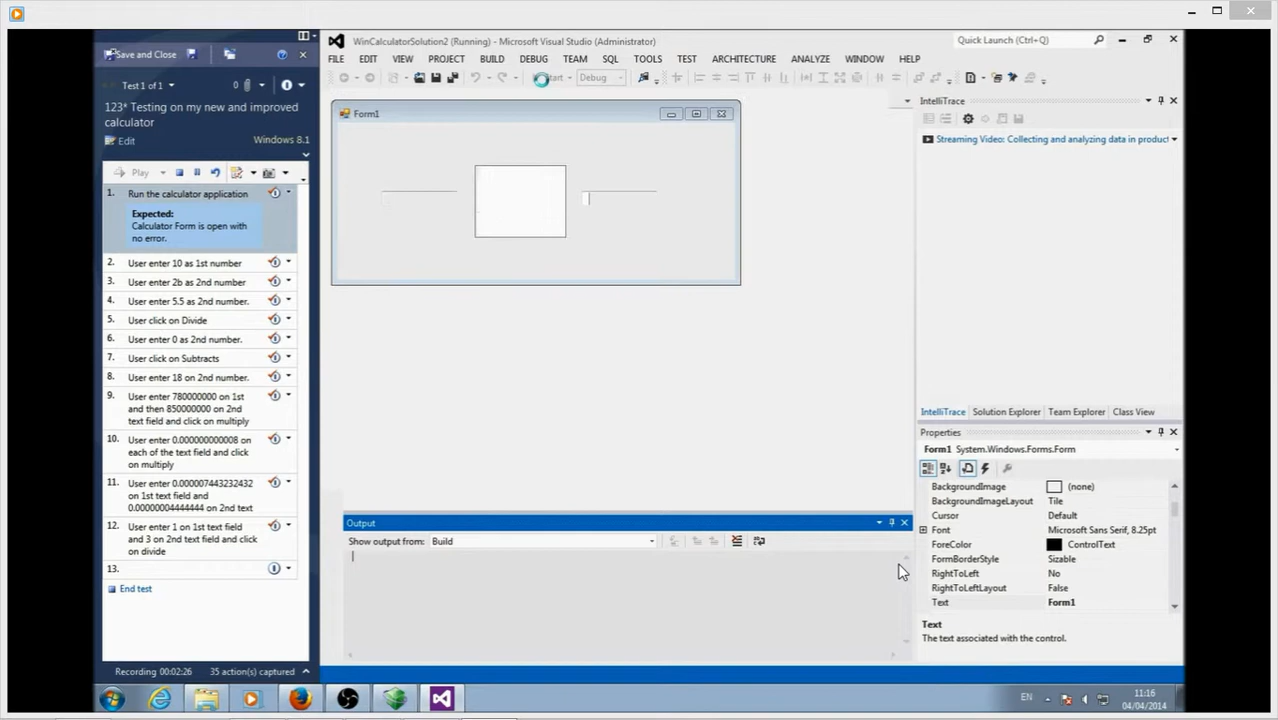 Save and Close
Test 1 of 1
0
123* Testing on my new and improved
calculator
Edit
Windows 8.1
Play
1. Run the calculator application
Expected:
Calculator Form is open with
no error.
2. User enter 10 as 1st number
3. User enter 2b as 2nd number
4. User enter 5.5 as 2nd number.
5. User click on Divide
6. User enter 0 as 2nd number.
7. User click on Subtracts
8. User enter 18 on 2nd number.
9. User enter 780000000 on 1st
and then 850000000 on 2nd
text field and click on multiply
10. User enter 0.000000000008 on
each of the text field and click
on multiply
11. User enter 0.000007443232432
on 1st text field and
0.00000004444444 on 2nd text
12. User enter 1 on 1st text field
and 3 on 2nd text field and click
on divide
13.
End test
Recording 00:02:26 35 action(s) captured
WinCalculatorSolution2 (Running) - Microsoft Visual Studio (Administrator)
Quick Launch (Ctrl+Q)
FILE EDIT VIEW PROJECT BUILD DEBUG TEAM SQL TOOLS TEST ARCHITECTURE ANALYZE WINDOW HELP
Debug
Form1
Output
Show output from: Build
IntelliTrace
Streaming Video: Collecting and analyzing data in product
IntelliTrace Solution Explorer Team Explorer Class View
Properties
Form1 System.Windows.Forms.Form
BackgroundImage (none)
BackgroundImageLayout Tile
Cursor Default
Font Microsoft Sans Serif, 8.25pt
ForeColor ControlText
FormBorderStyle Sizable
RightToLeft No
RightToLeftLayout False
Text Form1
Text
The text associated with the control.
EN
11:16
04/04/2014